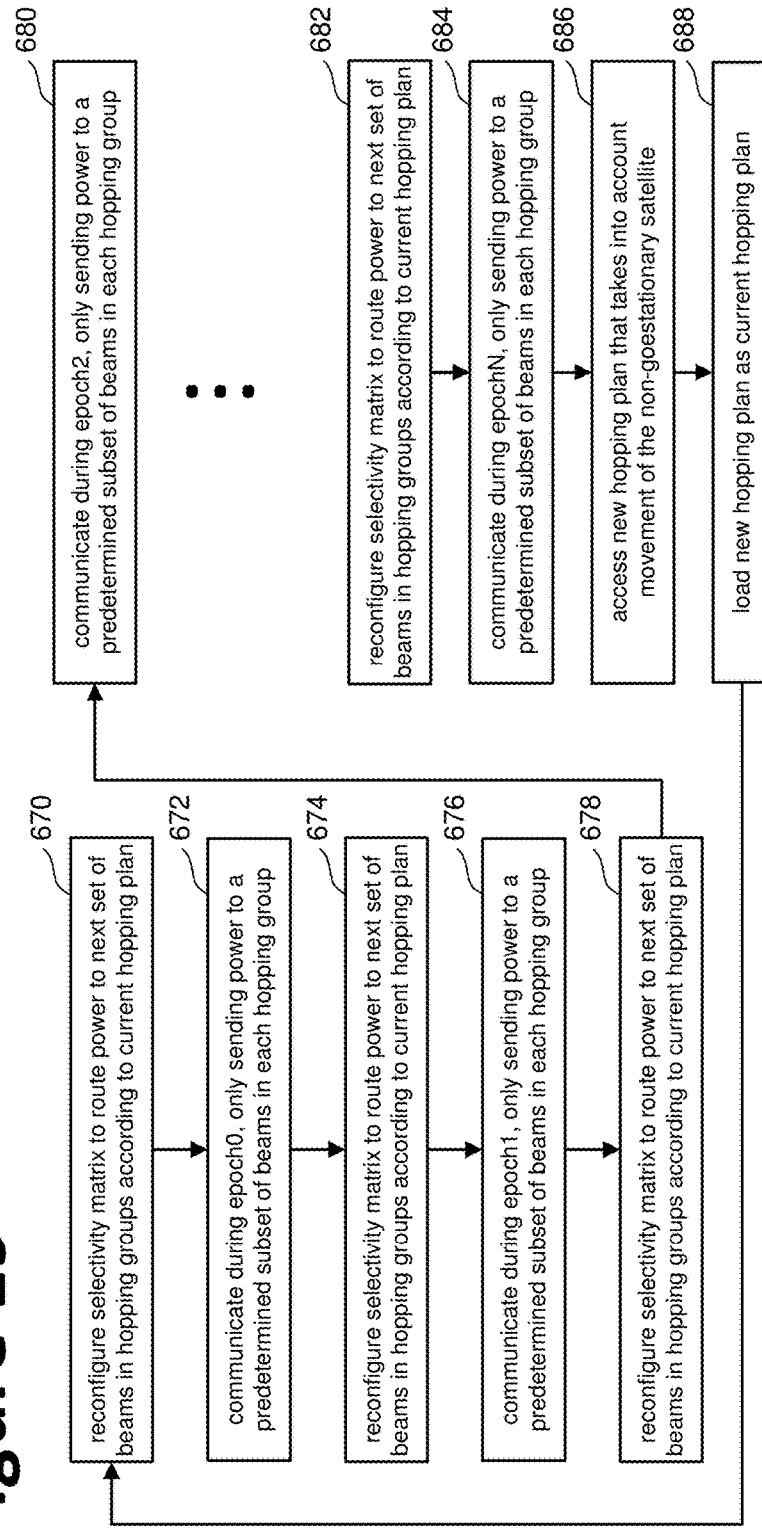 670
reconfigure selectivity matrix to route power to next set of
beams in hopping groups according to current hopping plan
672
communicate during epoch0, only sending power to a
predetermined subset of beams in each hopping group
674
reconfigure selectivity matrix to route power to next set of
beams in hopping groups according to current hopping plan
676
communicate during epoch1, only sending power to a
predetermined subset of beams in each hopping group
678
reconfigure selectivity matrix to route power to next set of
beams in hopping groups according to current hopping plan
680
communicate during epoch2, only sending power to a
predetermined subset of beams in each hopping group
682
reconfigure selectivity matrix to route power to next set of
beams in hopping groups according to current hopping plan
684
communicate during epochN, only sending power to a
predetermined subset of beams in each hopping group
686
access new hopping plan that takes into account
movement of the non-goestationary satellite
688
load new hopping plan as current hopping plan